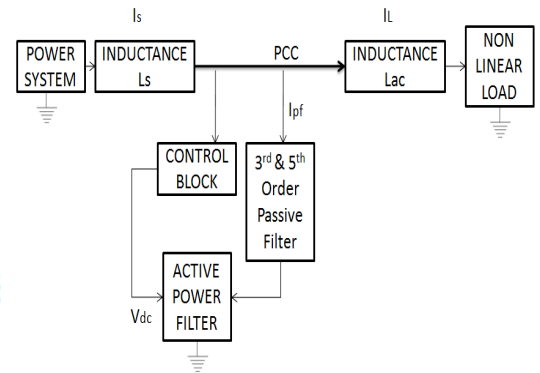 Is
IL
POWER
SYSTEM
INDUCTANCE
Ls
PCC
INDUCTANCE
Lac
NON
LINEAR
LOAD
Ipf
CONTROL
BLOCK
3rd & 5th
Order
Passive
Filter
ACTIVE
POWER
FILTER
Vdc